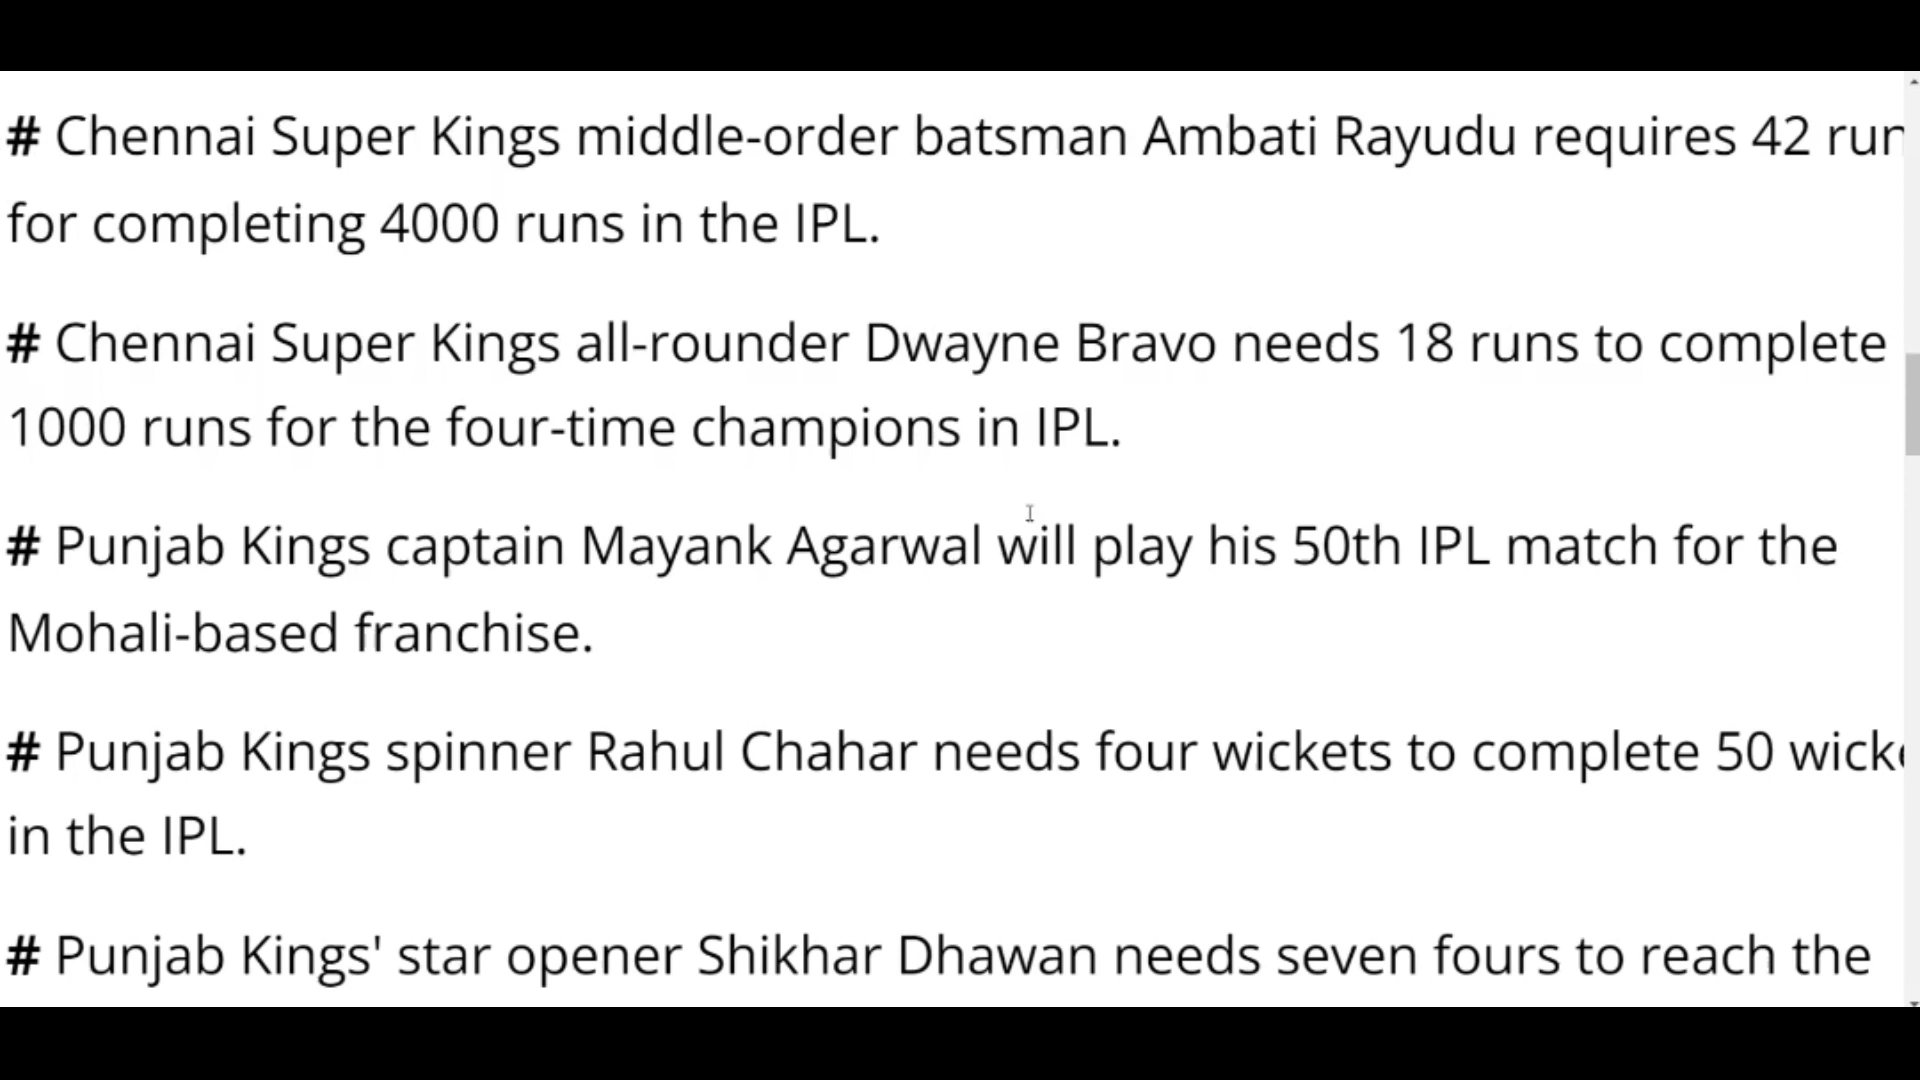 # Chennai Super Kings middle-order batsman Ambati Rayudu requires 42 run
for completing 4000 runs in the IPL.
# Chennai Super Kings all-rounder Dwayne Bravo needs 18 runs to complete
1000 runs for the four-time champions in IPL.
# Punjab Kings captain Mayank Agarwal will play his 50th IPL match for the
Mohali-based franchise.
# Punjab Kings spinner Rahul Chahar needs four wickets to complete 50 wick
in the IPL.
# Punjab Kings' star opener Shikhar Dhawan needs seven fours to reach the